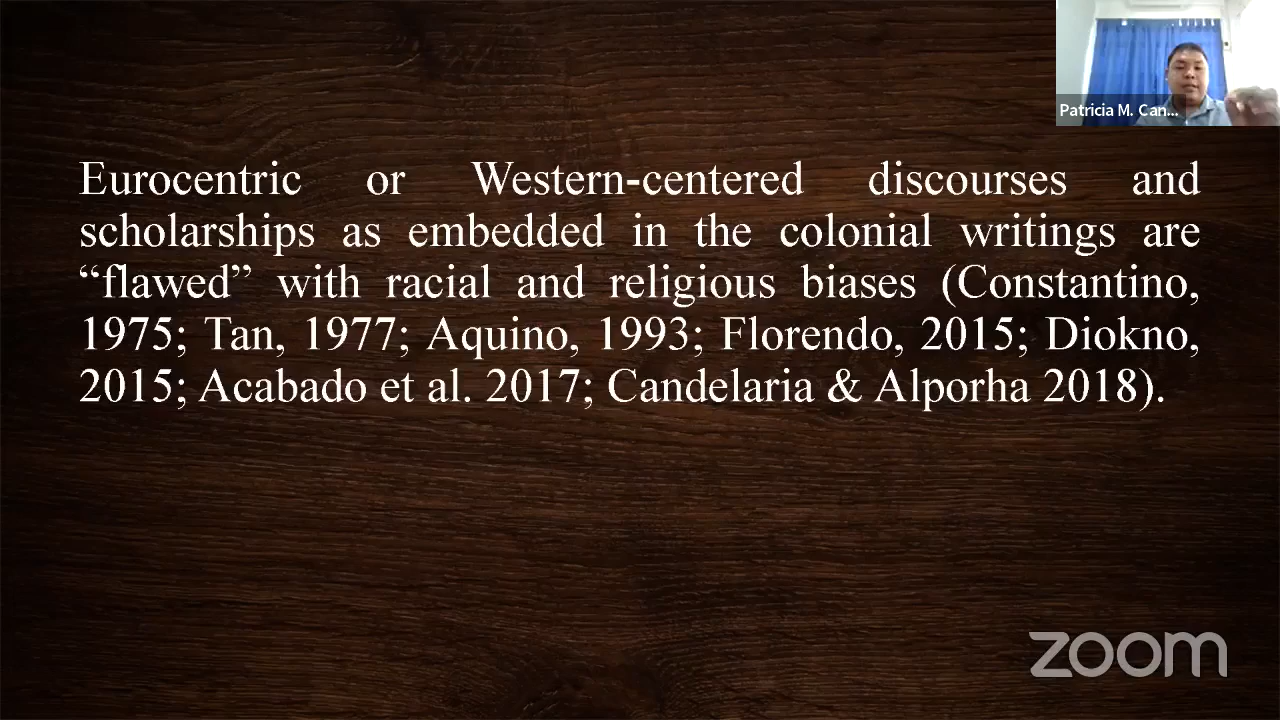 Patricia M. Can...
Eurocentric or Western-centered discourses and
scholarships as embedded in the colonial writings are
“flawed” with racial and religious biases (Constantino,
1975; Tan, 1977; Aquino, 1993; Florendo, 2015; Diokno,
2015; Acabado et al. 2017; Candelaria & Alporha 2018).
zoom